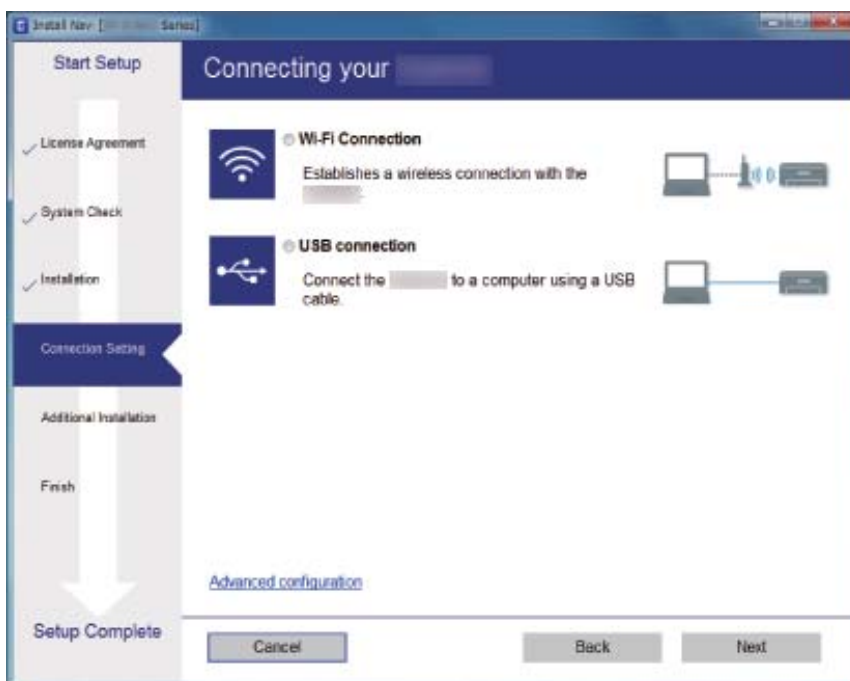 Install Navi [ Series]
Start Setup
License Agreement
System Check
Installation
Connection Setting
Additional Installation
Finish
Setup Complete
Connecting your
Wi-Fi Connection
Establishes a wireless connection with the
.
USB connection
Connect the to a computer using a USB
cable.
Advanced configuration
Cancel
Back
Next